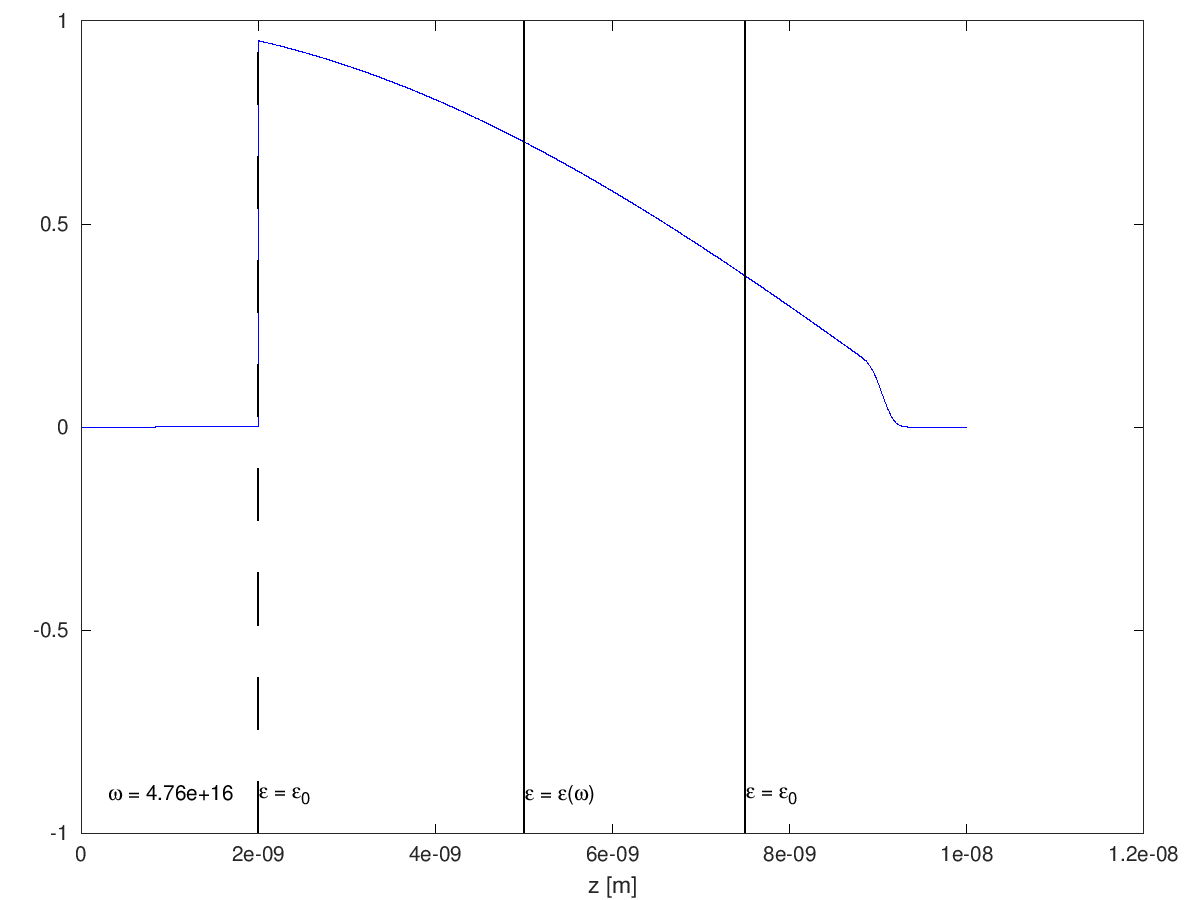 1
0.5
0
-0.5
-1
ω = 4.76e+16
ε = ε₀
ε = ε(ω)
ε = ε₀
0
2e-09
4e-09
6e-09
8e-09
1e-08
1.2e-08
z [m]